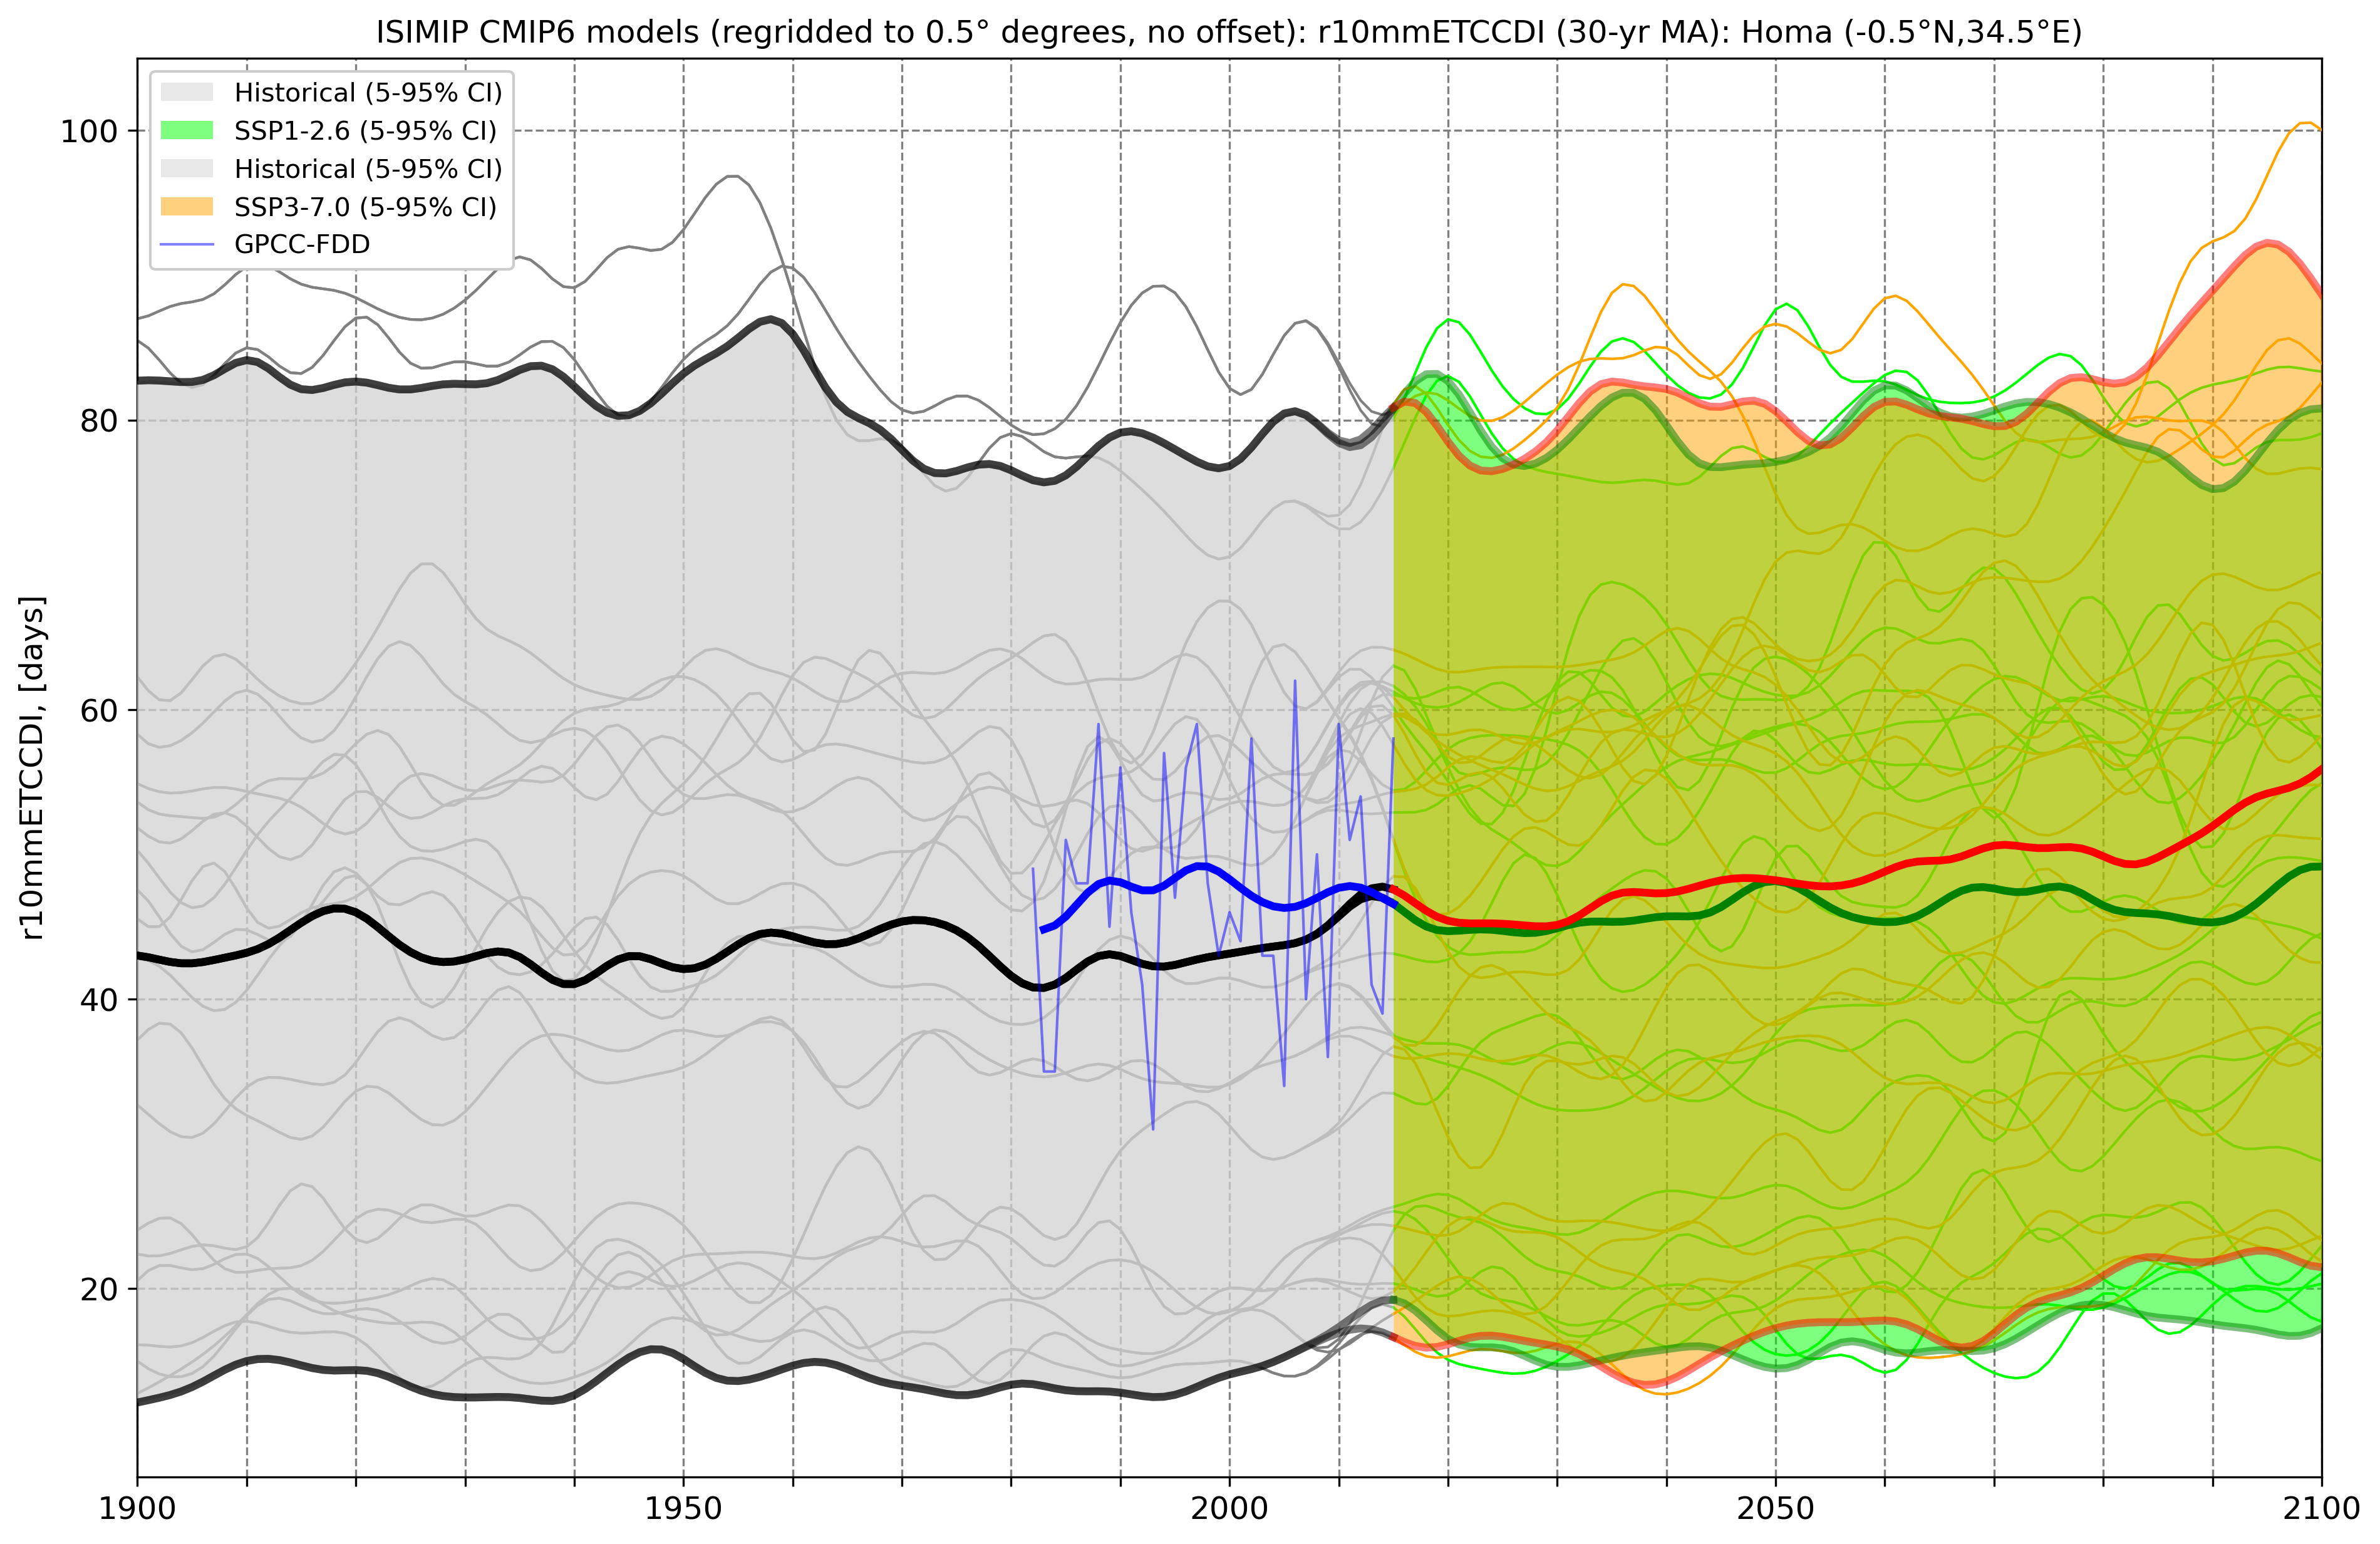 ISIMIP CMIP6 models (regridded to 0.5° degrees, no offset): r10mmETCCDI (30-yr MA): Homa (-0.5°N,34.5°E)
Historical (5-95% CI)
SSP1-2.6 (5-95% CI)
Historical (5-95% CI)
SSP3-7.0 (5-95% CI)
GPCC-FDD
r10mmETCCDI, [days]
100
80
60
40
20
1900
1950
2000
2050
2100